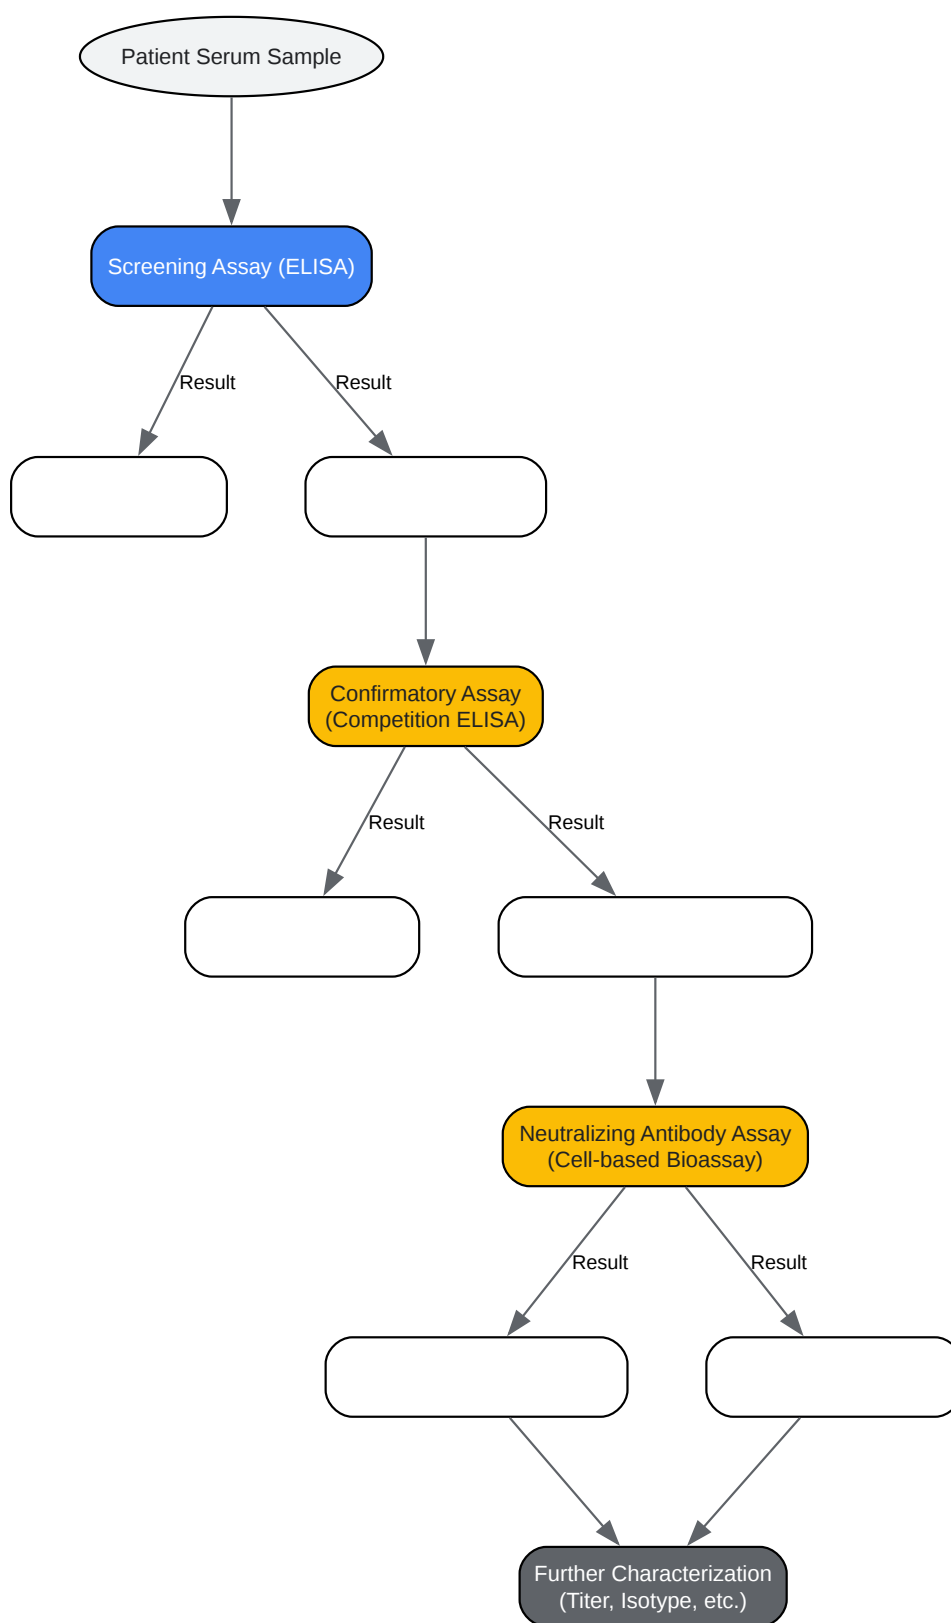 Patient Serum Sample
Screening Assay (ELISA)
Result
Result
Confirmatory Assay
(Competition ELISA)
Result
Result
Neutralizing Antibody Assay
(Cell-based Bioassay)
Result
Result
Further Characterization
(Titer, Isotype, etc.)